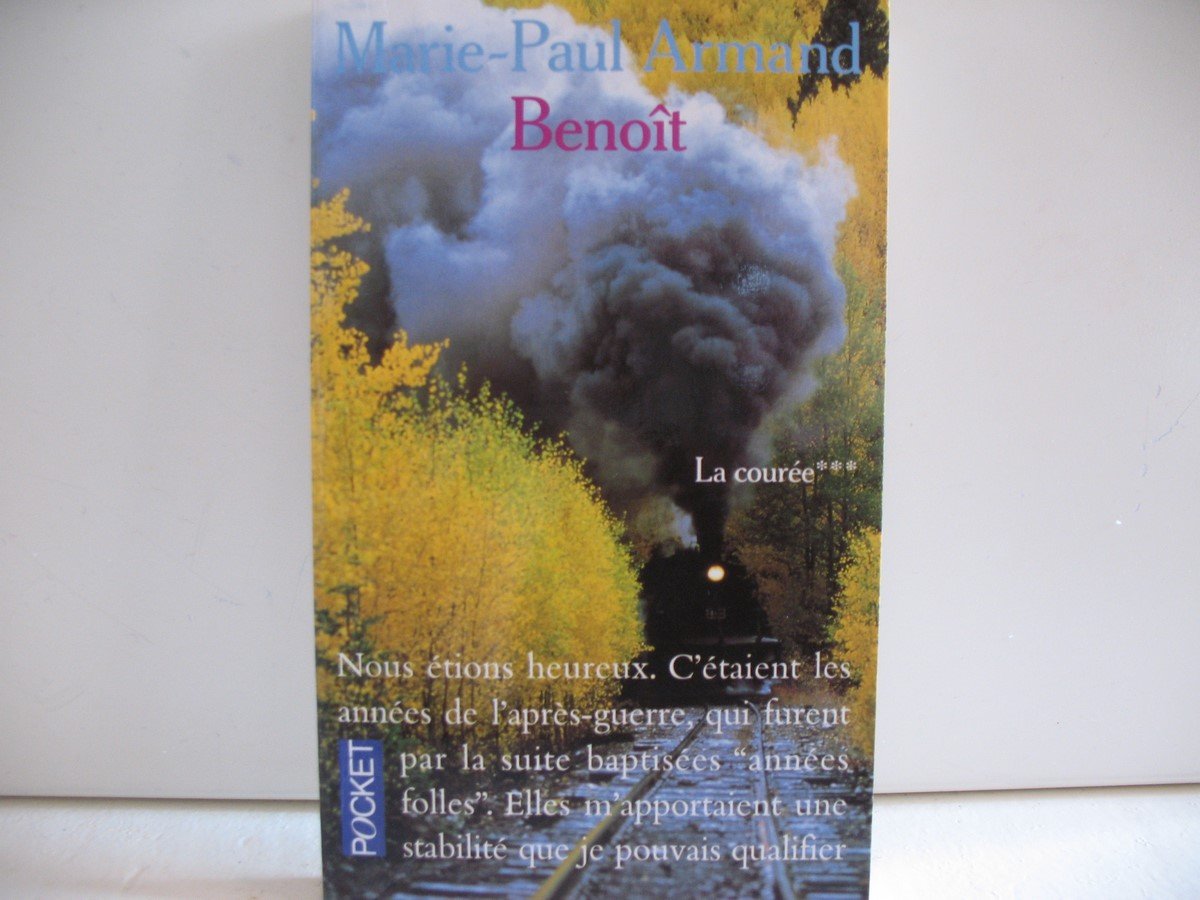 Marie-Paul Armand
Benoît
La courée***
Nous étions heureux. C'étaient les
années de l'après-guerre, qui furent
par la suite baptisées "années
folles". Elles m'apportaient une
stabilité que je pouvais qualifier
POCKET